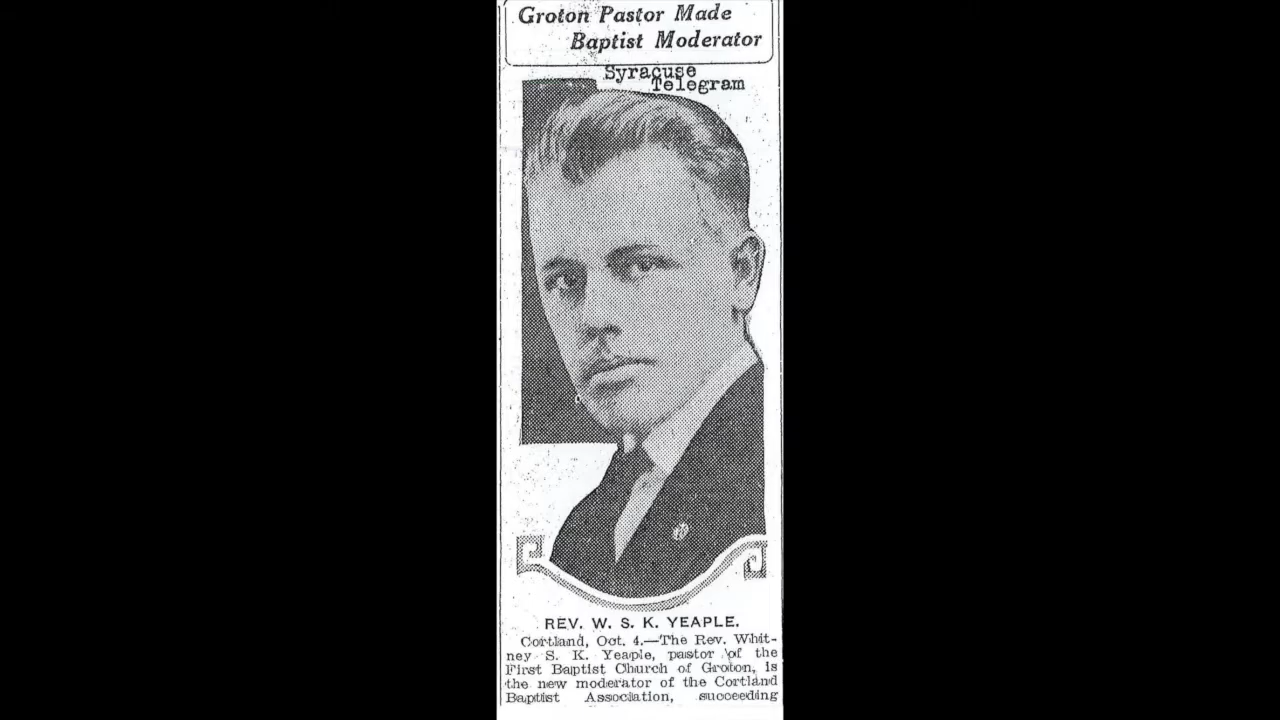 Groton Pastor Made
Baptist Moderator
Syracuse
Telegram
REV. W. S. K. YEAPLE.
Cortland, Oct. 4.—The Rev. Whit-
ney S. K. Yeaple, pastor of the
First Baptist Church of Groton, is
the new moderator of the Cortland
Baptist Association, succeeding